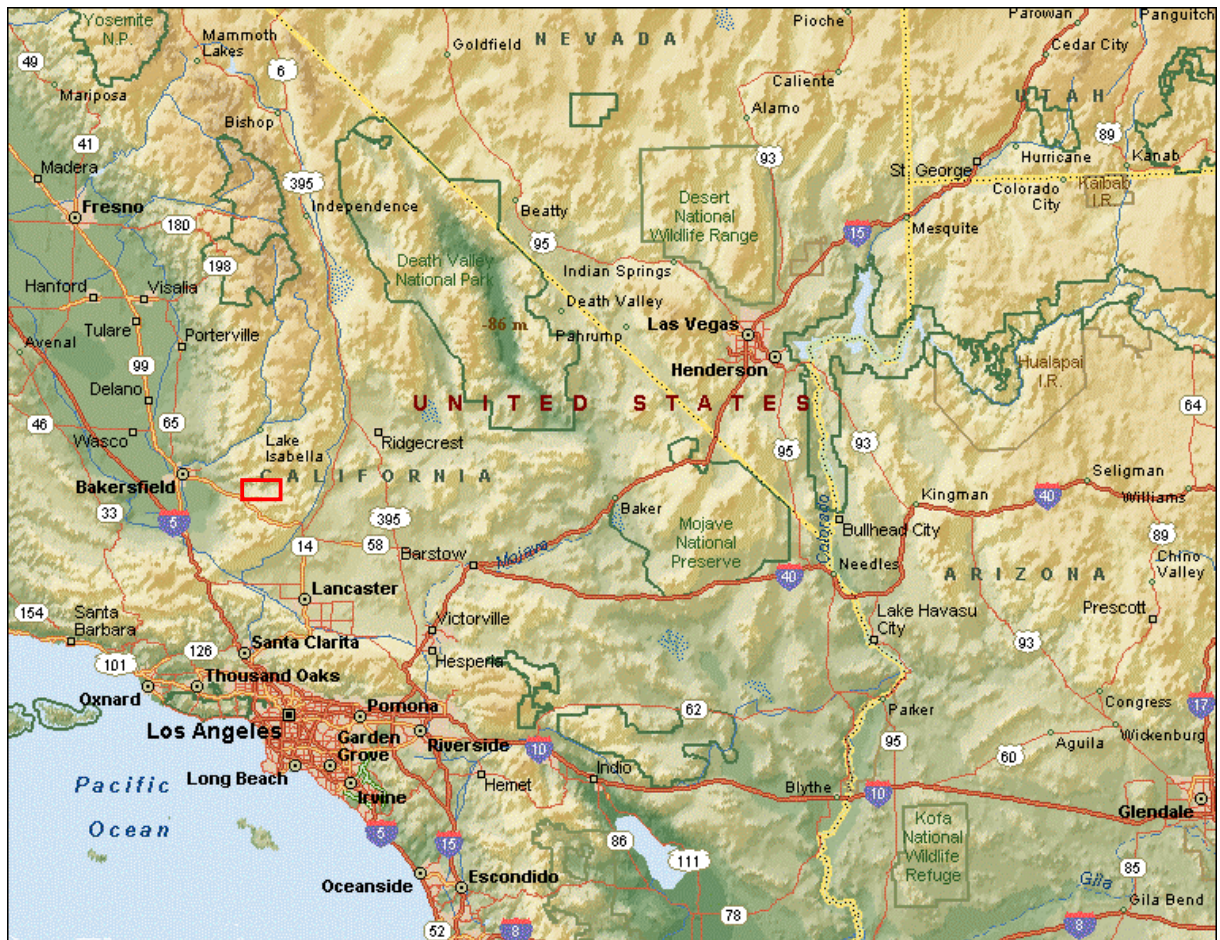 Yosemite
N.P.
Mammoth
Lakes
Goldfield
NEVADA
Pioche
Parowan
Panguitch
49
6
Cedar City
Mariposa
Caliente
UTAH
Bishop
Alamo
41
93
89
Madera
St. George
Hurricane
Kanab
395
Colorado
City
Kaibab
I.R.
Fresno
Independence
Desert
National
Wildlife Range
180
Beatty
15
Mesquite
95
198
Death Valley
National Park
Indian Springs
Hanford
Visalia
Death Valley
Tulare
Porterville
-86 m
Pahrump
Las Vegas
Avenal
99
Henderson
Hualapai
I.R.
Delano
UNITED STATES
64
46
65
Wasco
Lake
Isabella
Ridgecrest
95
93
CALIFORNIA
Bakersfield
Seligman
Kingman
40
Williams
33
5
395
Baker
Mojave
National
Preserve
Colorado
Bullhead City
89
14
58
Barstow
Mojave
Needles
Chino
Valley
40
ARIZONA
Lancaster
154
Santa
Barbara
Victorville
Lake Havasu
City
Prescott
Santa Clarita
93
126
101
Hesperia
Thousand Oaks
Oxnard
Pomona
62
Parker
Congress
17
Los Angeles
Garden
Grove
Riverside
10
95
Aguila
Wickenburg
60
Long Beach
Hemet
Indio
Pacific
Ocean
Irvine
Blythe
10
Glendale
5
15
86
111
Kofa
National
Wildlife
Refuge
85
Oceanside
Escondido
Gila
Gila Bend
78
52
8
8